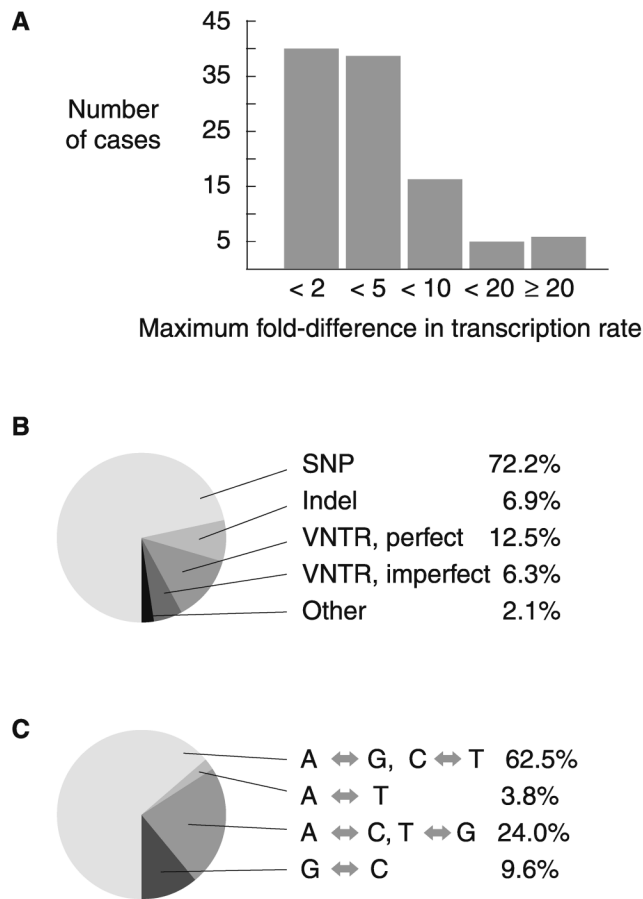 A
45
35
Number
of cases
25
15
5
< 2 < 5 < 10 < 20 ≥ 20
Maximum fold-difference in transcription rate
B
SNP 72.2%
Indel 6.9%
VNTR, perfect 12.5%
VNTR, imperfect 6.3%
Other 2.1%
C
A ⇔ G, C ⇔ T 62.5%
A ⇔ T 3.8%
A ⇔ C, T ⇔ G 24.0%
G ⇔ C 9.6%